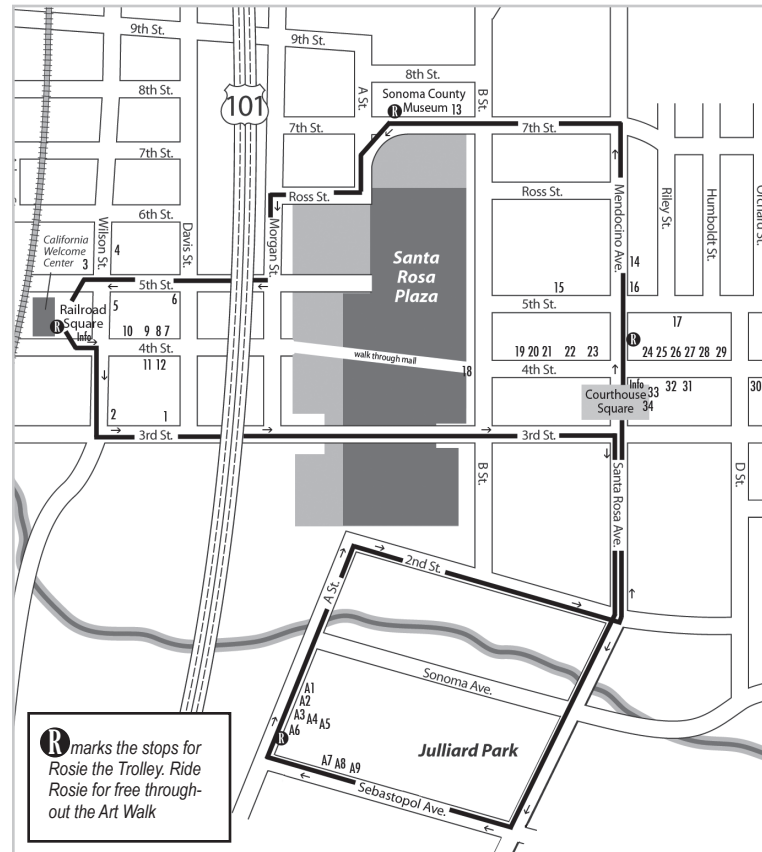 9th St.
9th St.
8th St.
8th St.
101
A St.
Sonoma County
Museum 13
R
B St.
7th St.
7th St.
7th St.
Ross St.
Ross St.
6th St.
Wilson St.
Davis St.
Morgan St.
Mendocino Ave.
Riley St.
Humboldt St.
Orchard St.
California
Welcome
Center
3
4
Santa
Rosa
Plaza
14
16
15
5th St.
5th St.
5
6
Railroad
Square
R
Info
10 9 8 7
17
R
19 20 21 22 23
24 25 26 27 28 29
4th St.
4th St.
walk through mall
18
11 12
Info
33
32 31
30
34
Courthouse
Square
2
1
3rd St.
3rd St.
B St.
Santa Rosa Ave.
D St.
2nd St.
A St.
Sonoma Ave.
A1
A2
A3 A4 A5
A6
R
A7 A8 A9
Julliard Park
Sebastopol Ave.
R marks the stops for
Rosie the Trolley. Ride
Rosie for free through-
out the Art Walk